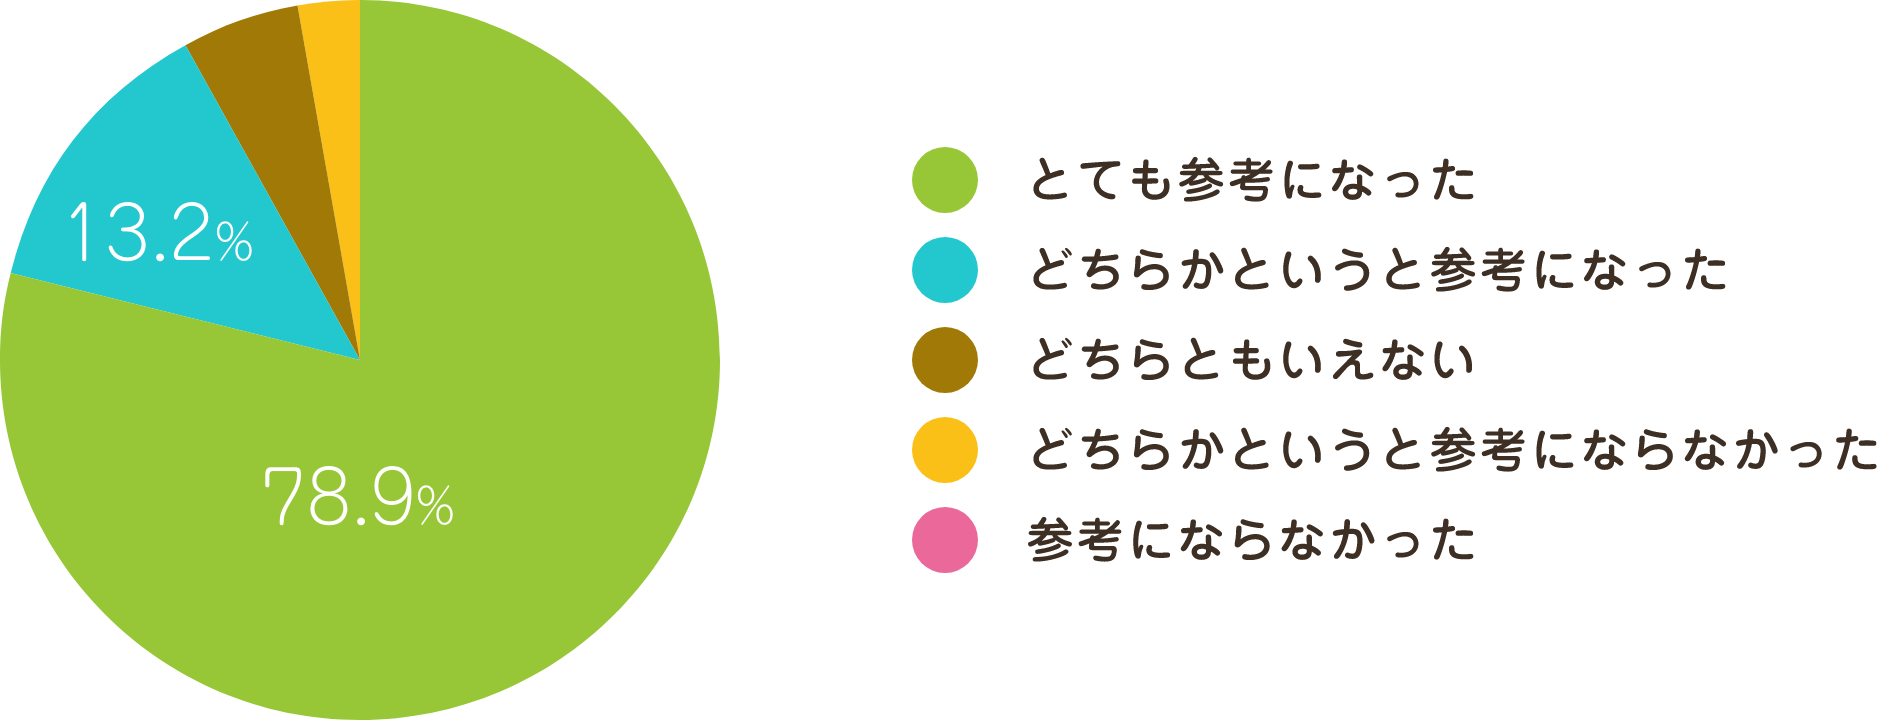 13.2%
78.9%
とても参考になった
どちらかというと参考になった
どちらともいえない
どちらかというと参考にならなかった
参考にならなかった